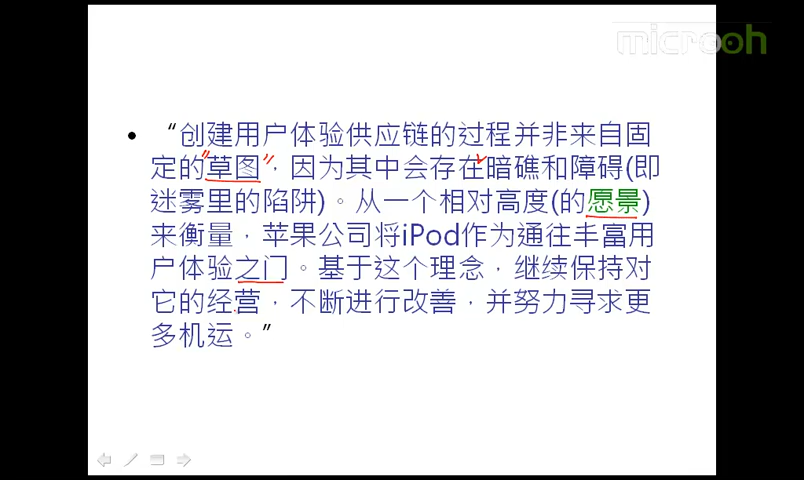 microoh
• “创建用户体验供应链的过程并非来自固
定的"草图"，因为其中会存在暗礁和障碍(即
迷雾里的陷阱)。从一个相对高度(的愿景)
来衡量，苹果公司将iPod作为通往丰富用
户体验之门。基于这个理念，继续保持对
它的经营，不断进行改善，并努力寻求更
多机运。”